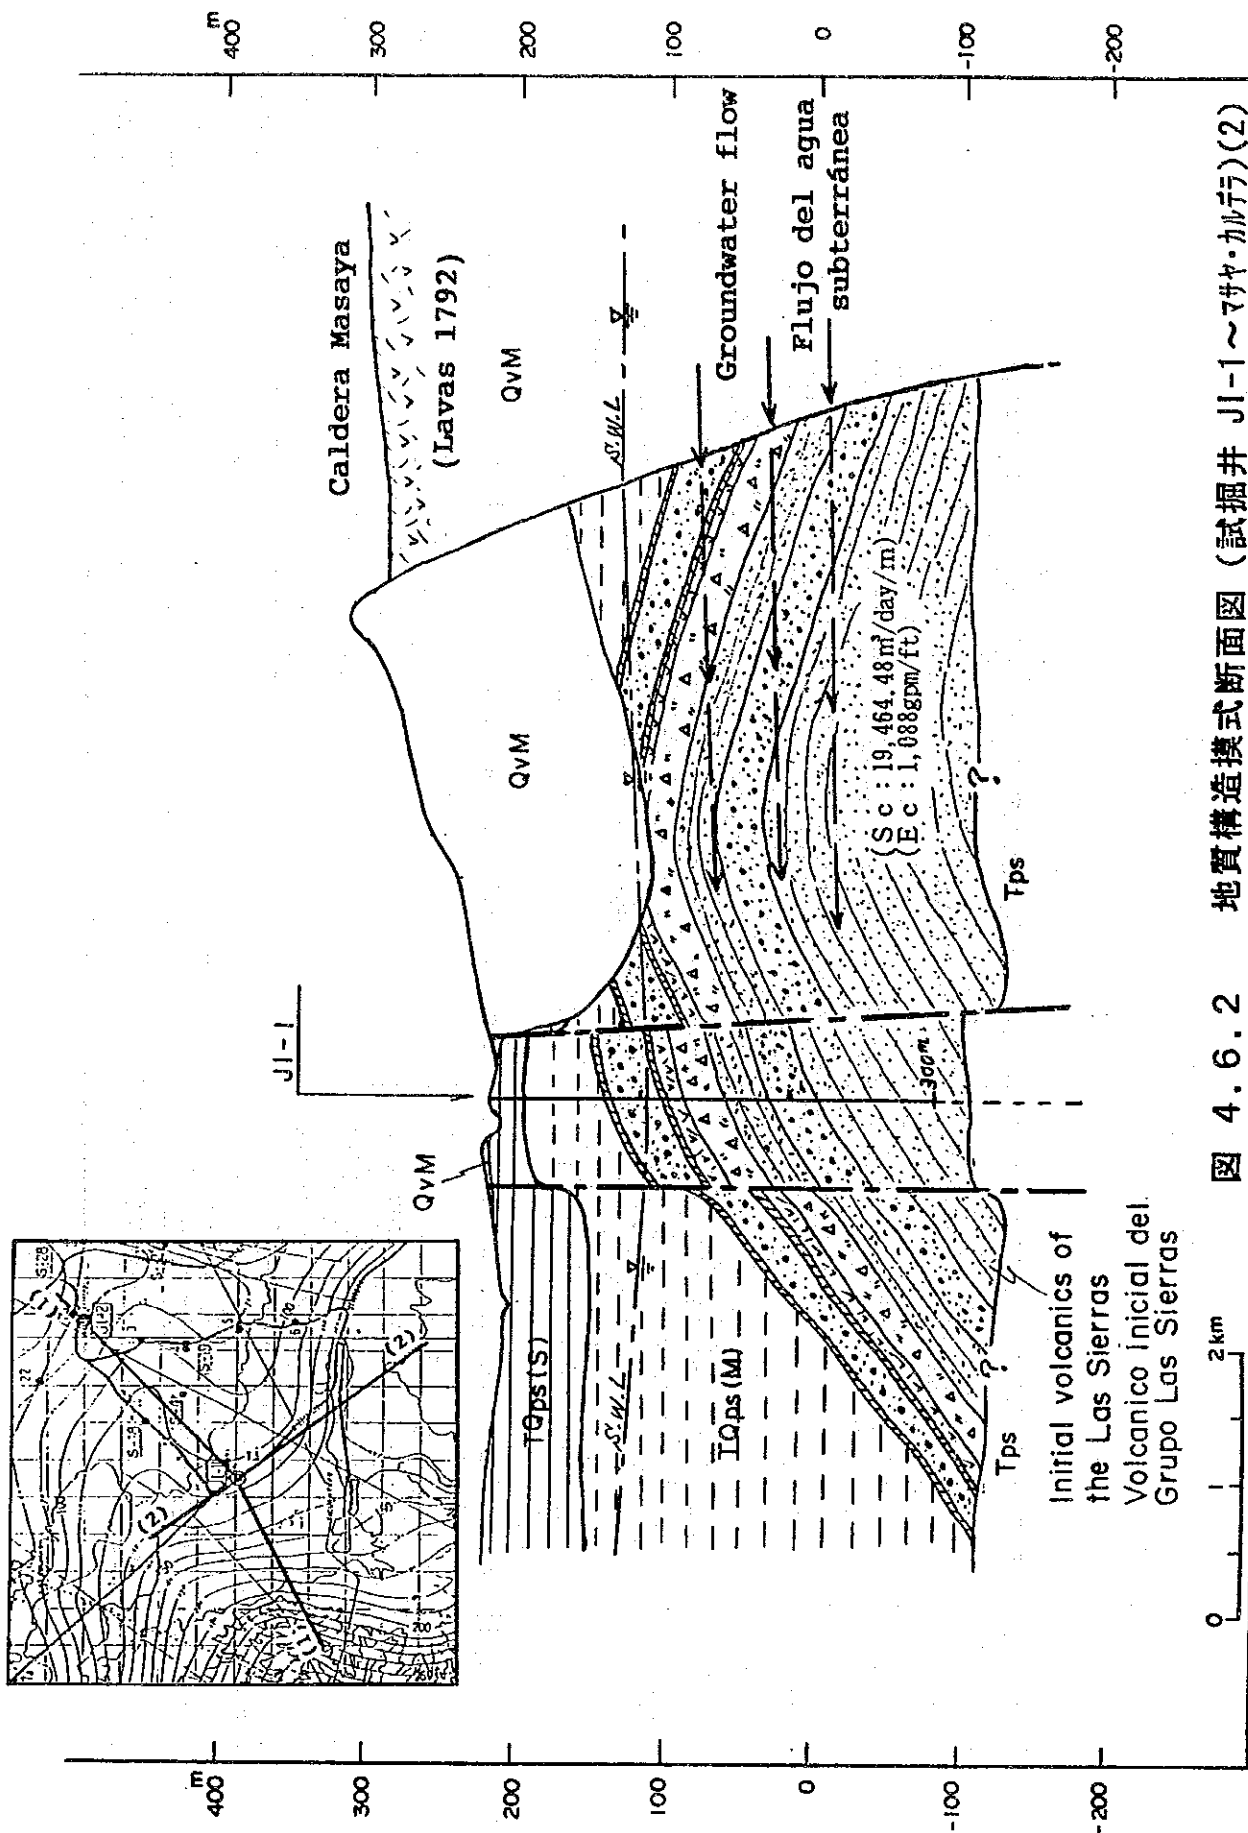 m
400
300
200
100
0
-100
-200
m
400
300
200
100
0
-100
-200
JI-1
Caldera Masaya
(Lavas 1792)
QvM
QvM
QvM
S.W.L
Groundwater flow
Flujo del agua
subterránea
TQps(S)
S.W.L
TQps(M)
(Sc : 19,464.48m³/day/m)
(Ec : 1,088gpm/ft)
300m
?
?
Tps
Tps
Initial volcanics of
the Las Sierras
Volcanico Inicial del.
Grupo Las Sierras
0 1 2km
(1)
(1)
(2)
(2)
S-28
図 4.6.2 地質構造摸式断面図 (試掘井 JI-1～マサヤ・カルデラ)(2)